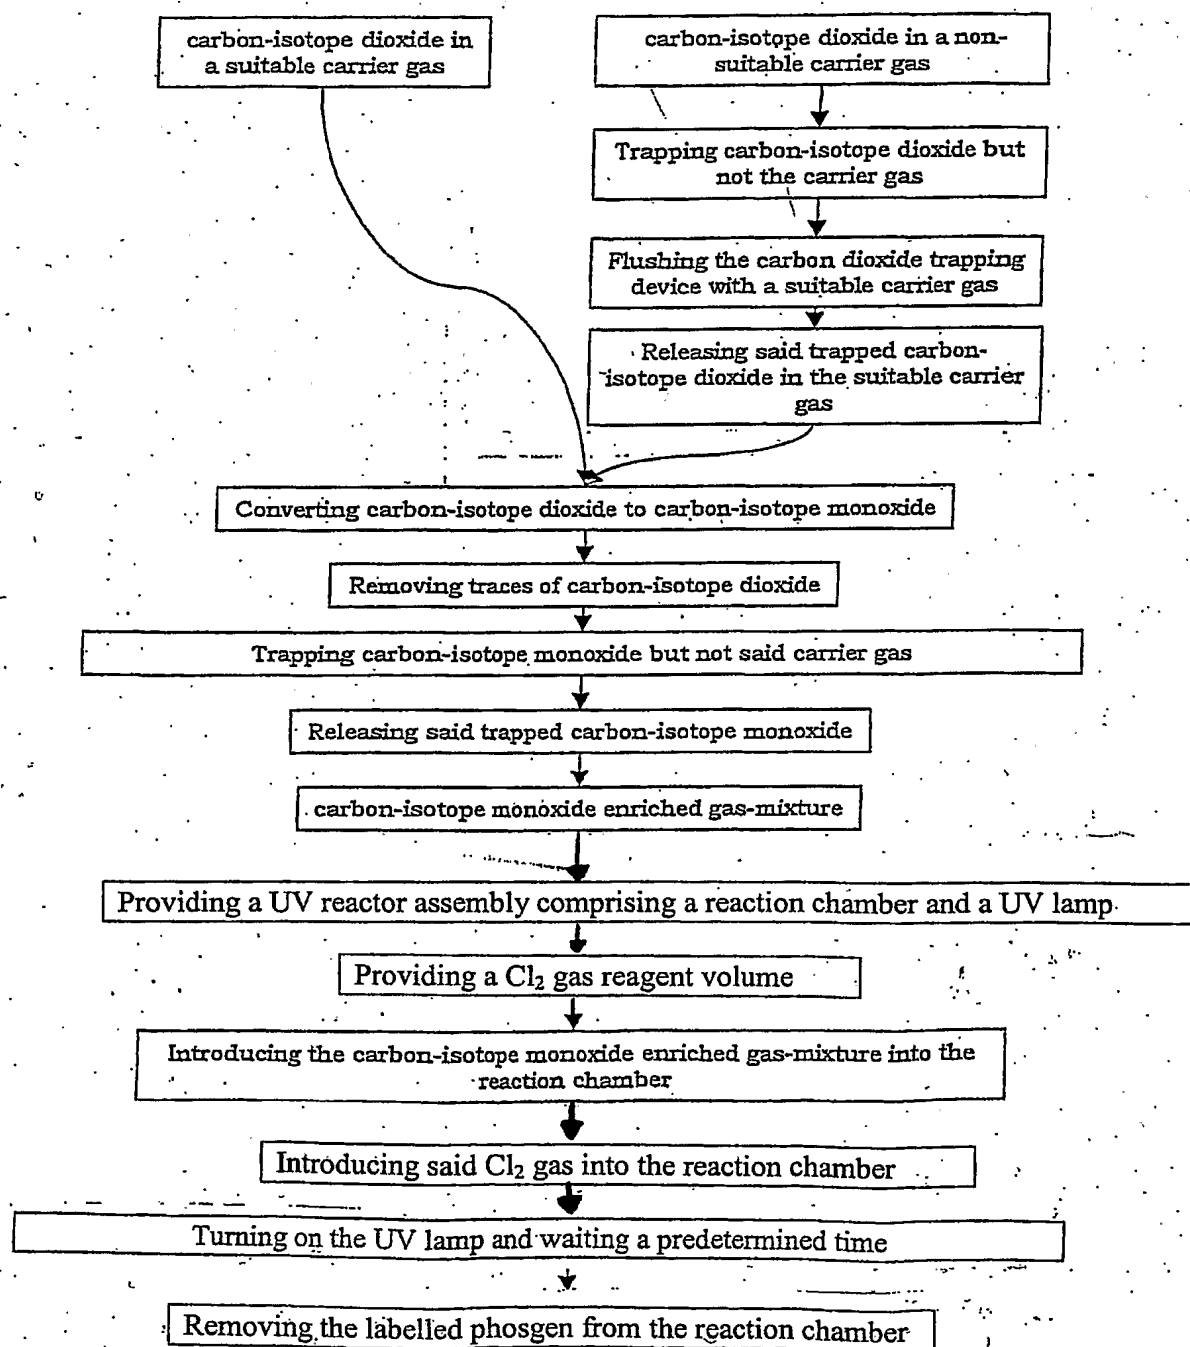 carbon-isotope dioxide in
a suitable carrier gas
carbon-isotope dioxide in a non-
suitable carrier gas
Trapping carbon-isotope dioxide but
not the carrier gas
Flushing the carbon dioxide trapping
device with a suitable carrier gas
Releasing said trapped carbon-
isotope dioxide in the suitable carrier
gas
Converting carbon-isotope dioxide to carbon-isotope monoxide
Removing traces of carbon-isotope dioxide
Trapping carbon-isotope monoxide but not said carrier gas
Releasing said trapped carbon-isotope monoxide
carbon-isotope monoxide enriched gas-mixture
Providing a UV reactor assembly comprising a reaction chamber and a UV lamp
Providing a Cl₂ gas reagent volume
Introducing the carbon-isotope monoxide enriched gas-mixture into the
reaction chamber
Introducing said Cl₂ gas into the reaction chamber
Turning on the UV lamp and waiting a predetermined time
Removing the labelled phosgen from the reaction chamber